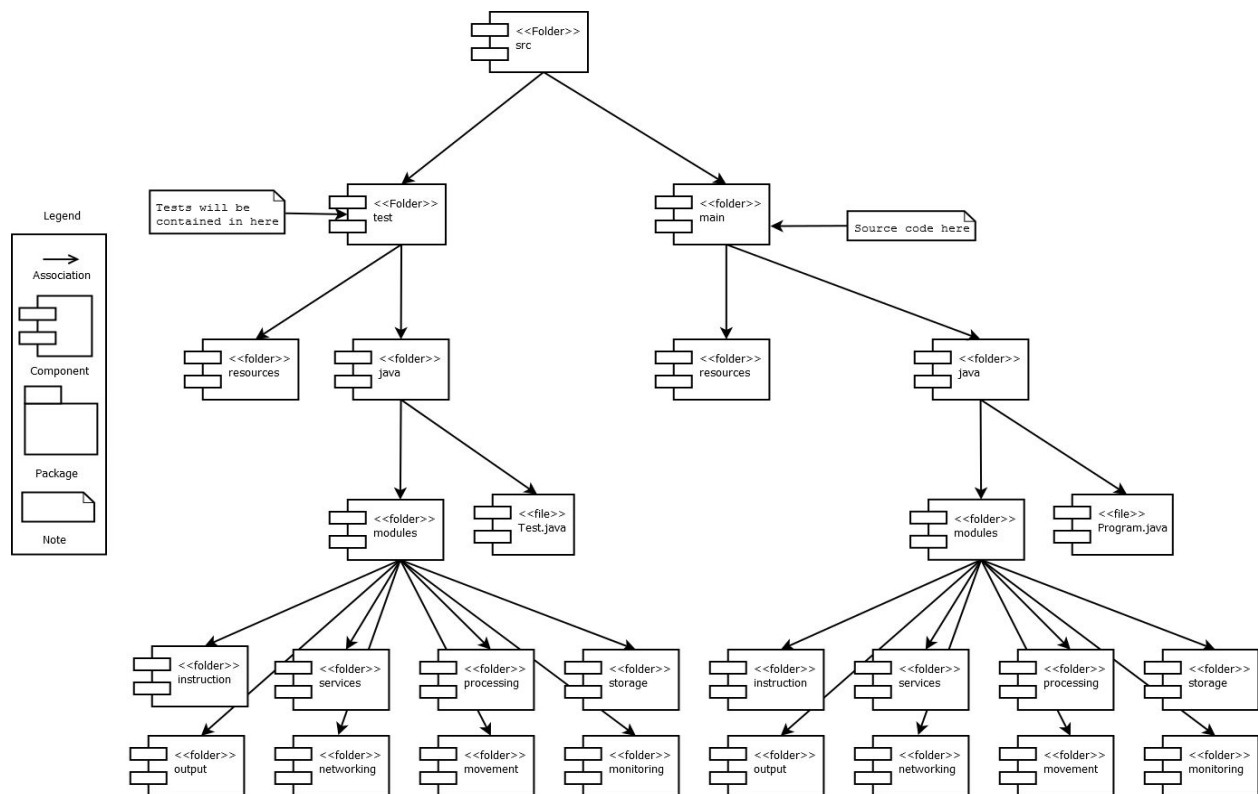 <<Folder>>
src
Tests will be
contained in here
<<Folder>>
test
<<folder>>
main
Source code here
Legend
Association
Component
Package
Note
<<folder>>
resources
<<folder>>
java
<<folder>>
resources
<<folder>>
java
<<folder>>
modules
<<file>>
Test.java
<<folder>>
modules
<<file>>
Program.java
<<folder>>
instruction
<<folder>>
services
<<folder>>
processing
<<folder>>
storage
<<folder>>
instruction
<<folder>>
services
<<folder>>
processing
<<folder>>
storage
<<folder>>
output
<<folder>>
networking
<<folder>>
movement
<<folder>>
monitoring
<<folder>>
output
<<folder>>
networking
<<folder>>
movement
<<folder>>
monitoring